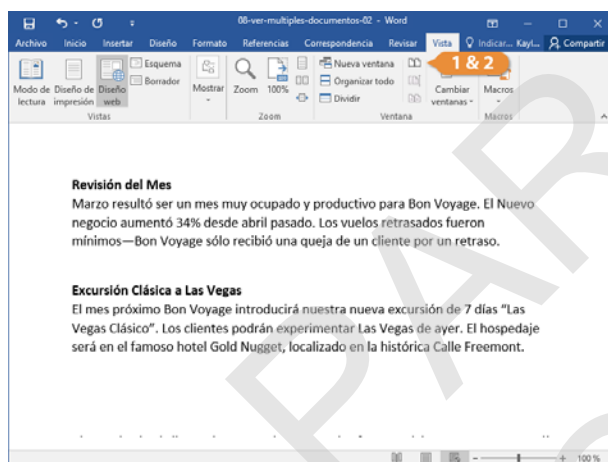 08-ver-multiples-documentos-02 - Word
Archivo Inicio Insertar Diseño Formato Referencias Correspondencia Revisar Vista Indicar... Kayl... Compartir
Modo de lectura
Diseño de impresión
Diseño web
Esquema
Borrador
Vistas
Mostrar
Zoom
100%
Zoom
Nueva ventana
Organizar todo
Dividir
Ventana
1 & 2
Cambiar ventanas
Macros
Macros
Revisión del Mes
Marzo resultó ser un mes muy ocupado y productivo para Bon Voyage. El Nuevo
negocio aumentó 34% desde abril pasado. Los vuelos retrasados fueron
mínimos—Bon Voyage sólo recibió una queja de un cliente por un retraso.
Excursión Clásica a Las Vegas
El mes próximo Bon Voyage introducirá nuestra nueva excursión de 7 días “Las
Vegas Clásico”. Los clientes podrán experimentar Las Vegas de ayer. El hospedaje
será en el famoso hotel Gold Nugget, localizado en la histórica Calle Freemont.
100 %